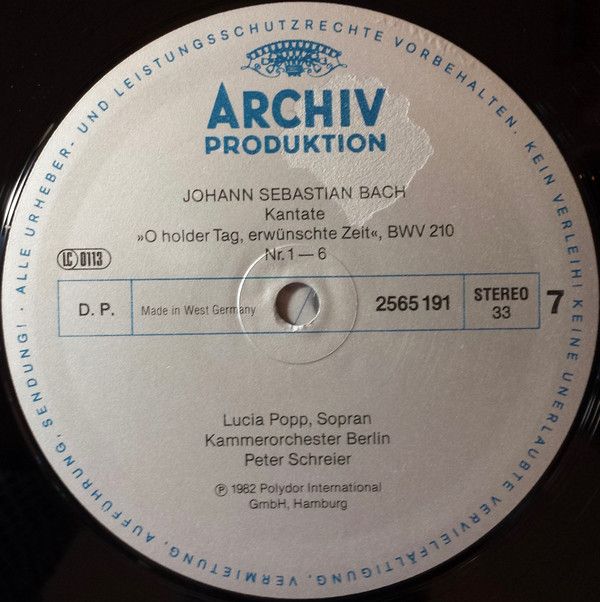 ALLE URHEBER- UND LEISTUNGSSCHUTZRECHTE VORBEHALTEN. KEIN VERLEIH! KEINE UNERLAUBTE VERVIELFÄLTIGUNG, VERMIETUNG, AUFFÜHRUNG, SENDUNG! ·
ARCHIV
PRODUKTION
JOHANN SEBASTIAN BACH
Kantate
»O holder Tag, erwünschte Zeit«, BWV 210
Nr. 1 — 6
LC 0113
D. P.
Made in West Germany
2565 191
STEREO
33
7
Lucia Popp, Sopran
Kammerorchester Berlin
Peter Schreier
℗ 1982 Polydor International
GmbH, Hamburg